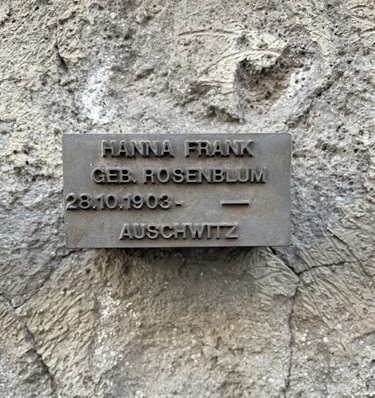 HANNA FRANK
GEB. ROSENBLUM
28.10.1903 - —
AUSCHWITZ